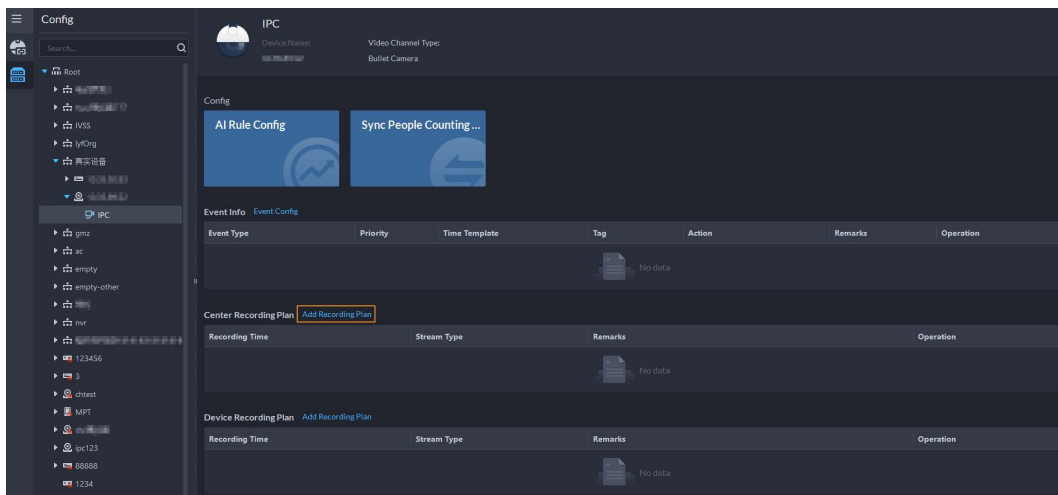 Config
Search...
Root
IVSS
lyfOrg
真实设备
IPC
gmz
ac
empty
empty-other
nvr
123456
3
chtest
MPT
ipc123
88888
1234
IPC
Device Name:
Video Channel Type:
Bullet Camera
Config
AI Rule Config
Sync People Counting ...
Event Info Event Config
Event Type Priority Time Template Tag Action Remarks Operation
No data
Center Recording Plan Add Recording Plan
Recording Time Stream Type Remarks Operation
No data
Device Recording Plan Add Recording Plan
Recording Time Stream Type Remarks Operation
No data